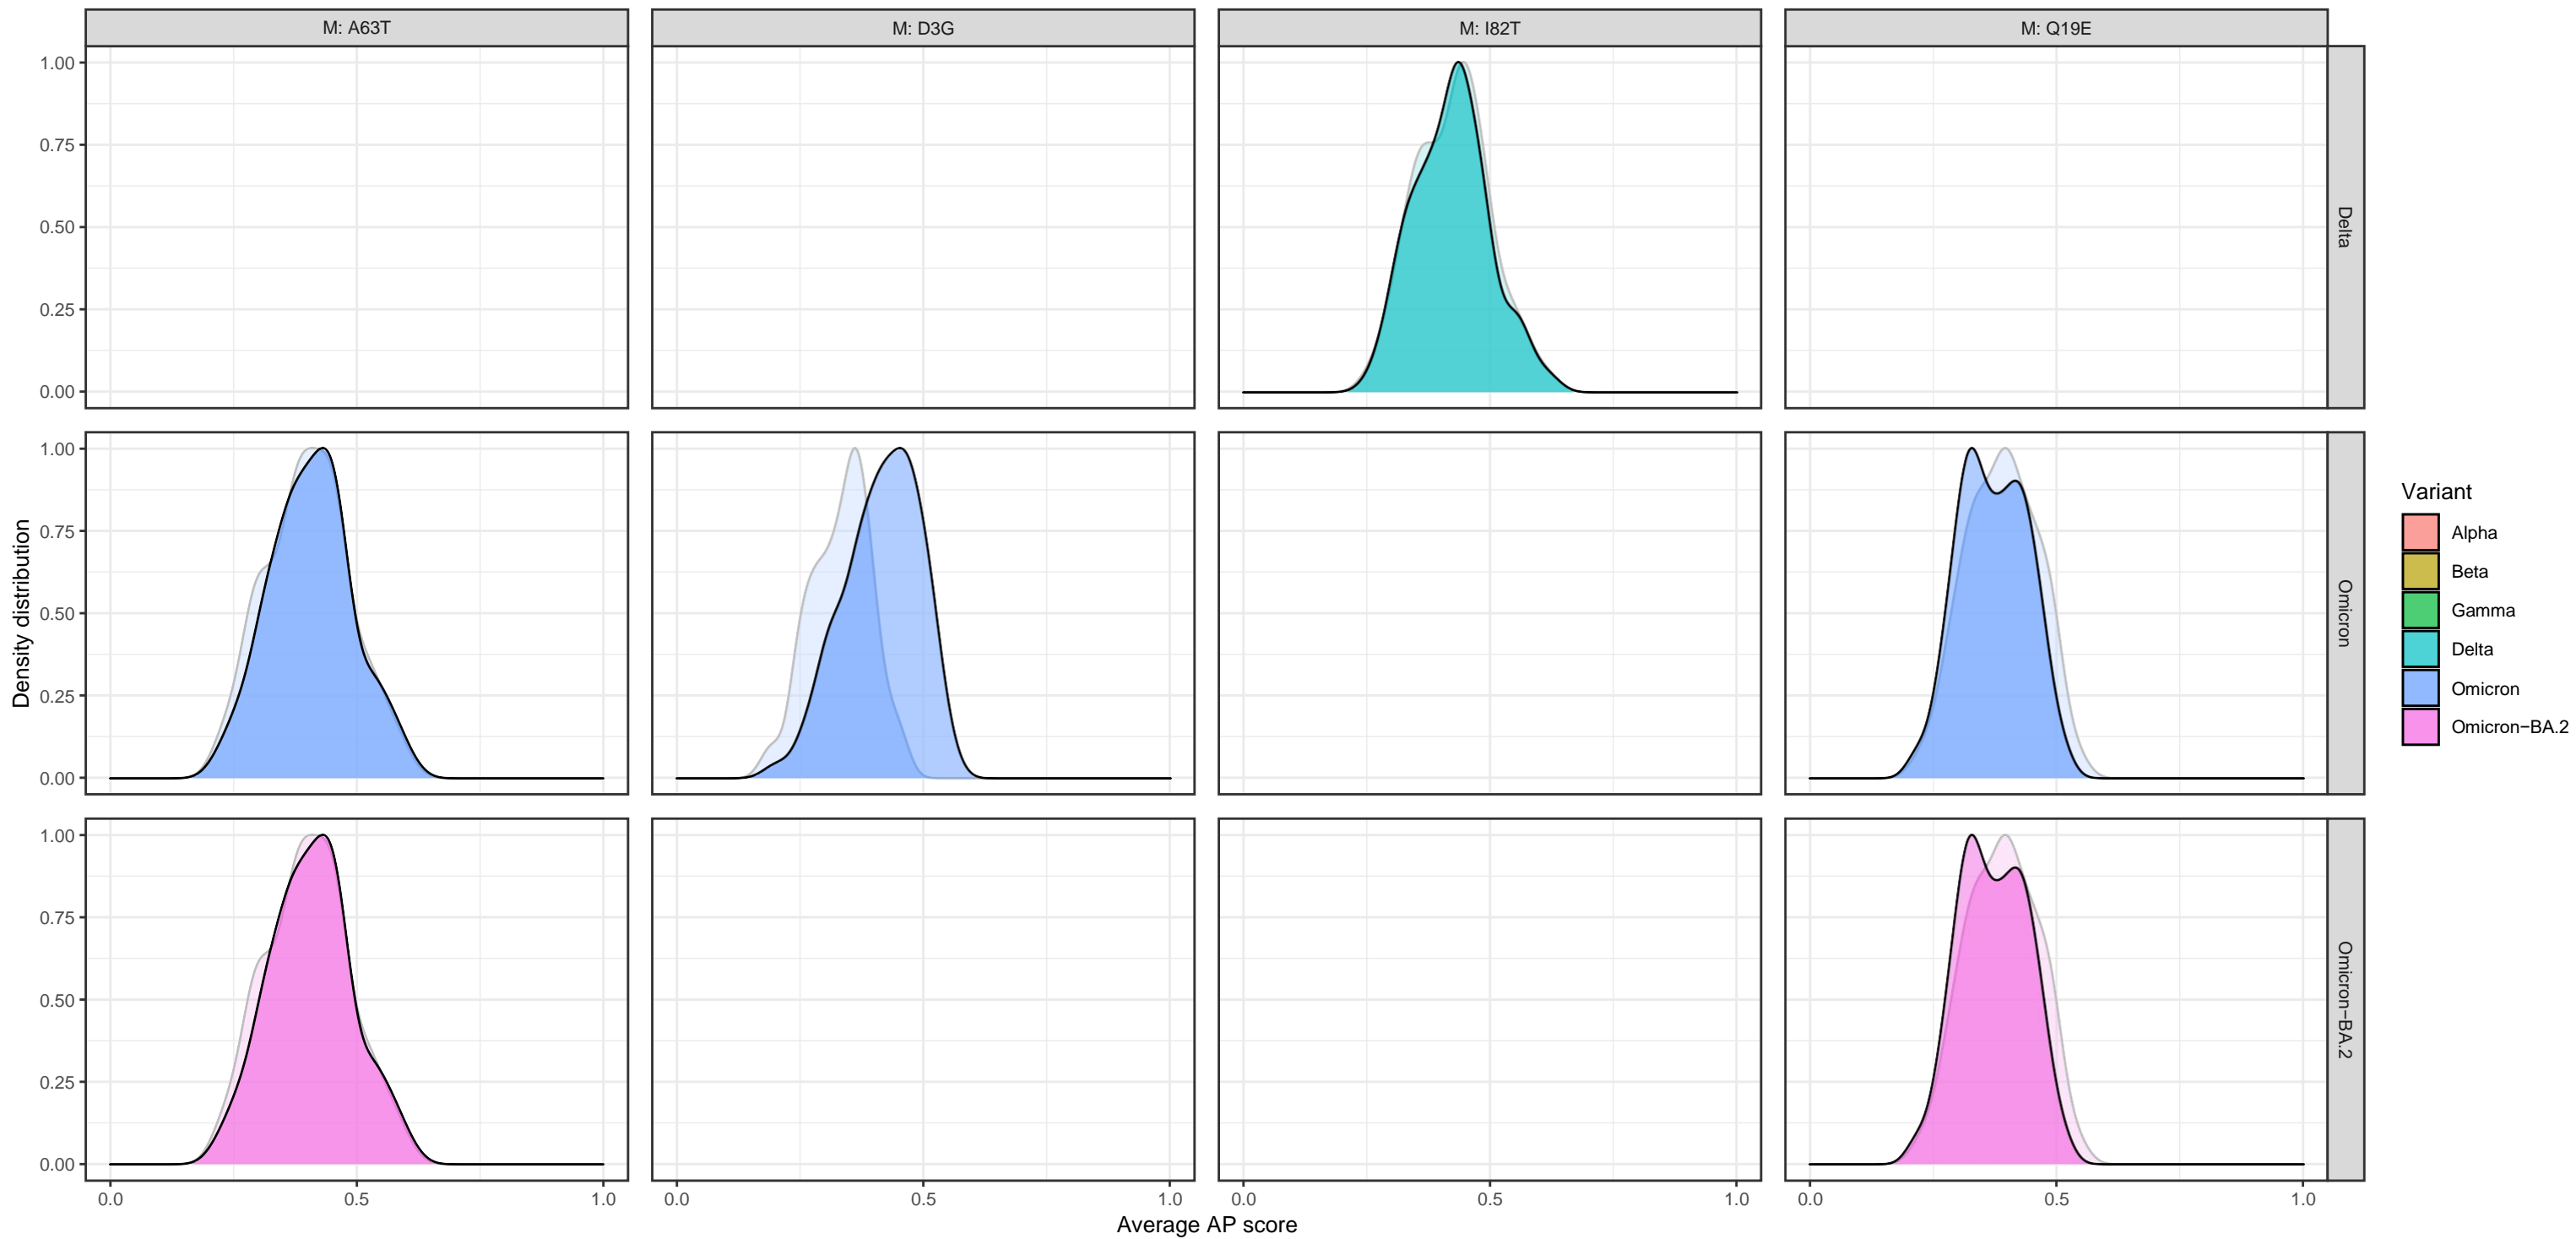 M: A63T
M: D3G
M: I82T
M: Q19E
1.00
0.75
0.50
0.25
0.00
Delta
1.00
0.75
0.50
0.25
0.00
Omicron
1.00
0.75
0.50
0.25
0.00
Omicron−BA.2
0.0 0.5 1.0
0.0 0.5 1.0
0.0 0.5 1.0
0.0 0.5 1.0
Average AP score
Density distribution
Variant
Alpha
Beta
Gamma
Delta
Omicron
Omicron−BA.2